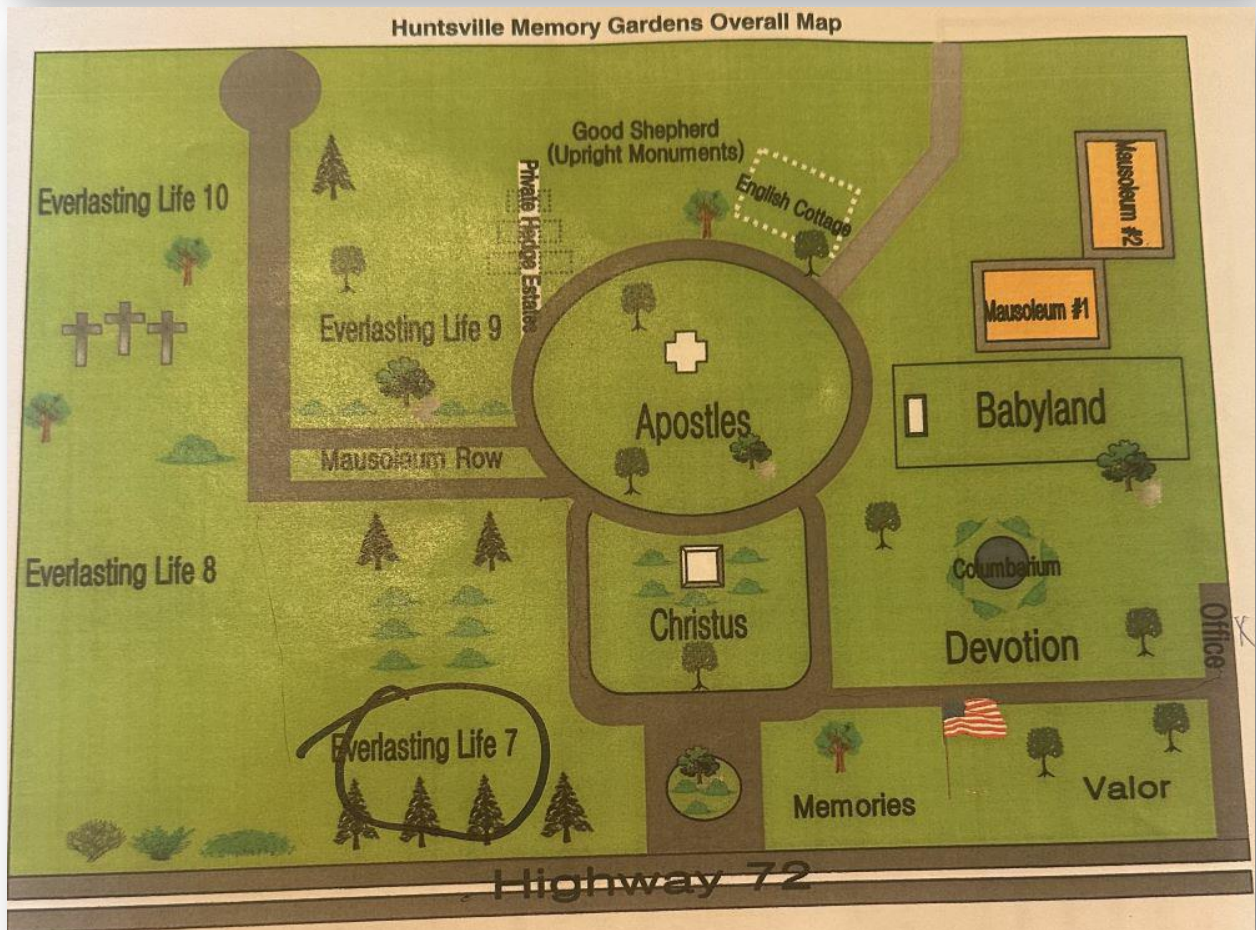 Huntsville Memory Gardens Overall Map
Good Shepherd
(Upright Monuments)
Everlasting Life 10
Private Hedge Estates
English Cottage
Mausoleum #2
Mausoleum #1
Everlasting Life 9
Apostles
Babyland
Mausoleum Row
Everlasting Life 8
Columbarium
Christus
Devotion
Office
X
Everlasting Life 7
Memories
Valor
Highway 72